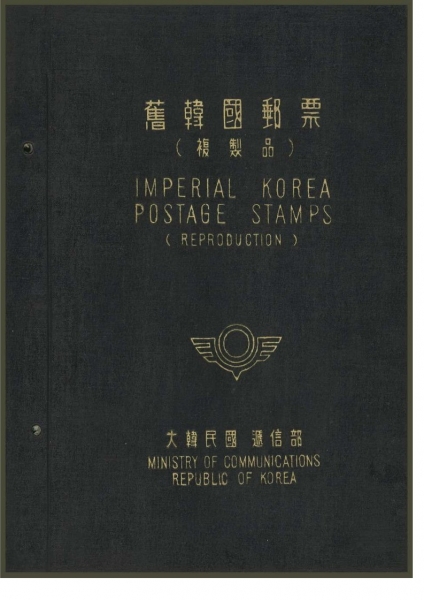 舊韓國郵票
(複製品)
IMPERIAL KOREA
POSTAGE STAMPS
( REPRODUCTION )
大韓民國 遞信部
MINISTRY OF COMMUNICATIONS
REPUBLIC OF KOREA